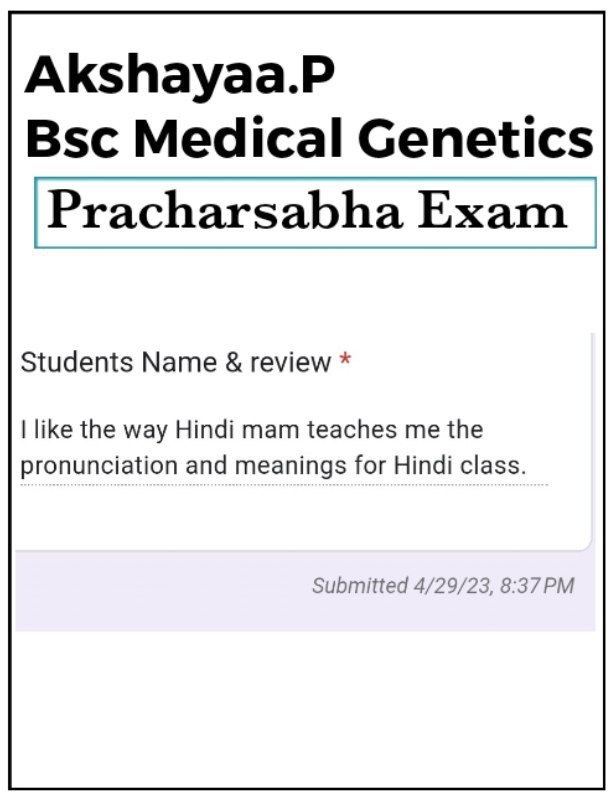 Akshayaa.P
Bsc Medical Genetics
Pracharsabha Exam
Students Name & review *
I like the way Hindi mam teaches me the
pronunciation and meanings for Hindi class.
Submitted 4/29/23, 8:37 PM